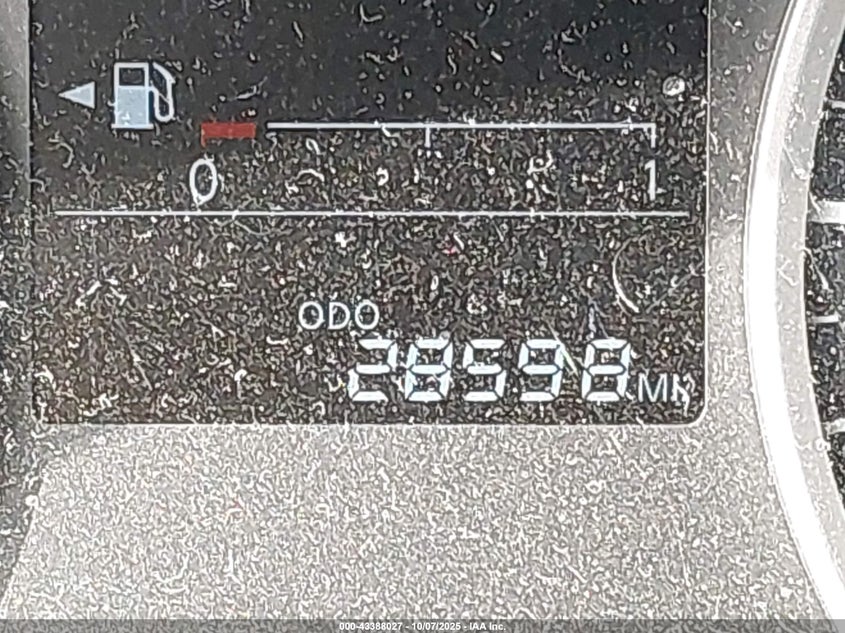 0 1
ODO
28598 MI
000-43388027 - 10/07/2025 - IAA Inc.